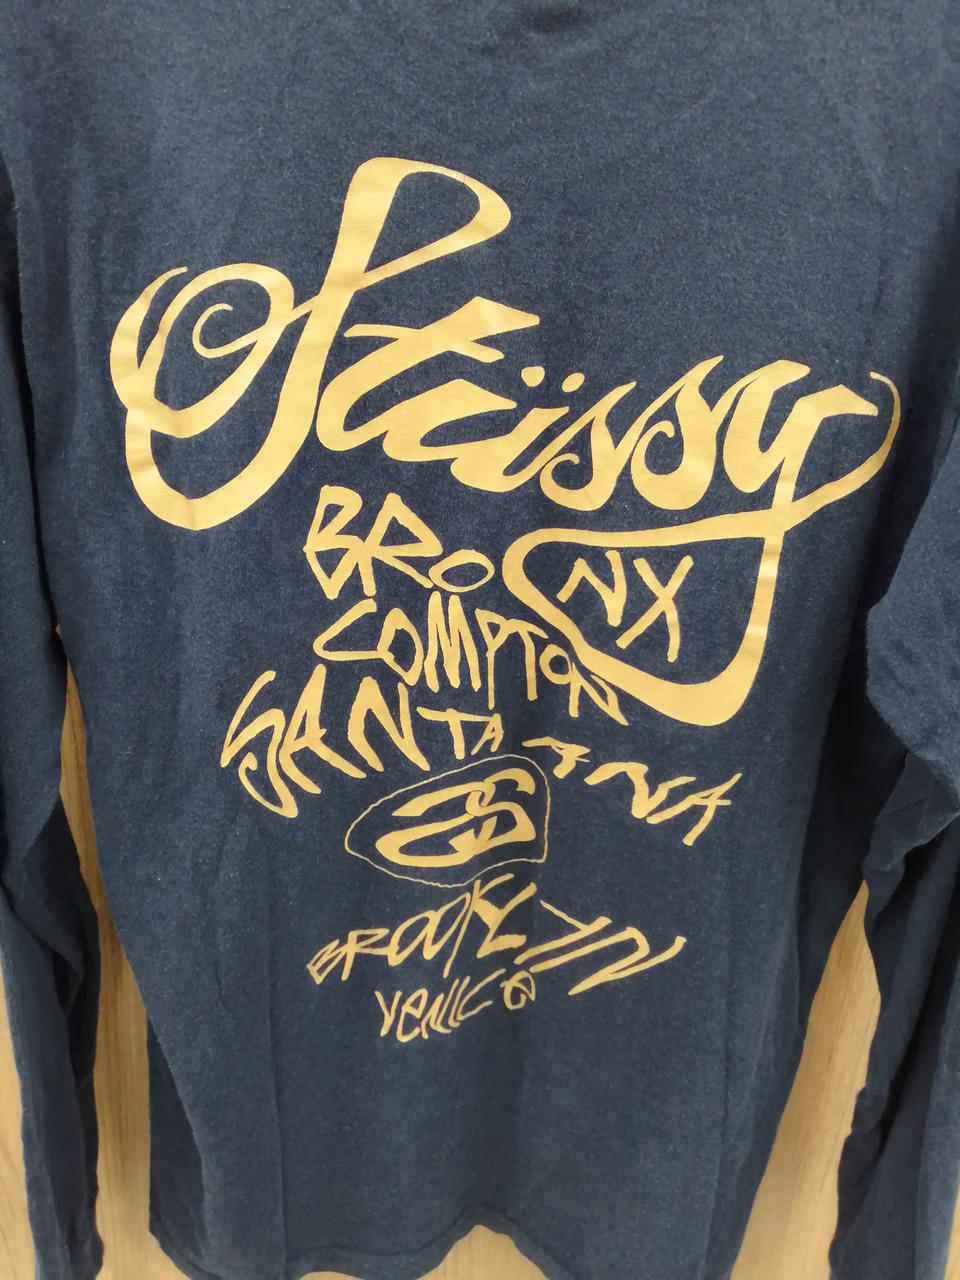 Stüssy
BRONX
COMPTON
SANTA ANA
SS
BROOKLYN
VENICE